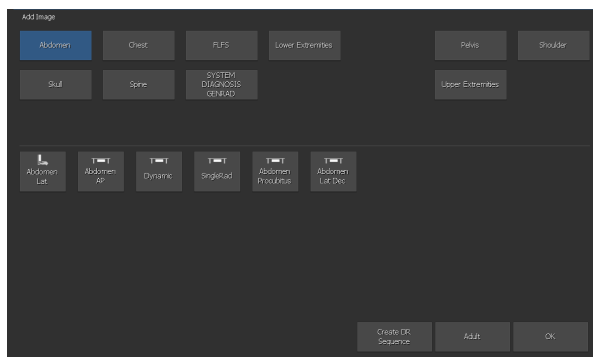 Add Image
Abdomen
Chest
FLFS
Lower Extremities
Pelvis
Shoulder
Skull
Spine
SYSTEM
DIAGNOSIS
GENRAD
Upper Extremities
Abdomen
Lat
Abdomen
AP
Dynamic
SingleRad
Abdomen
Procubitus
Abdomen
Lat Dec
Create DR
Sequence
Adult
OK